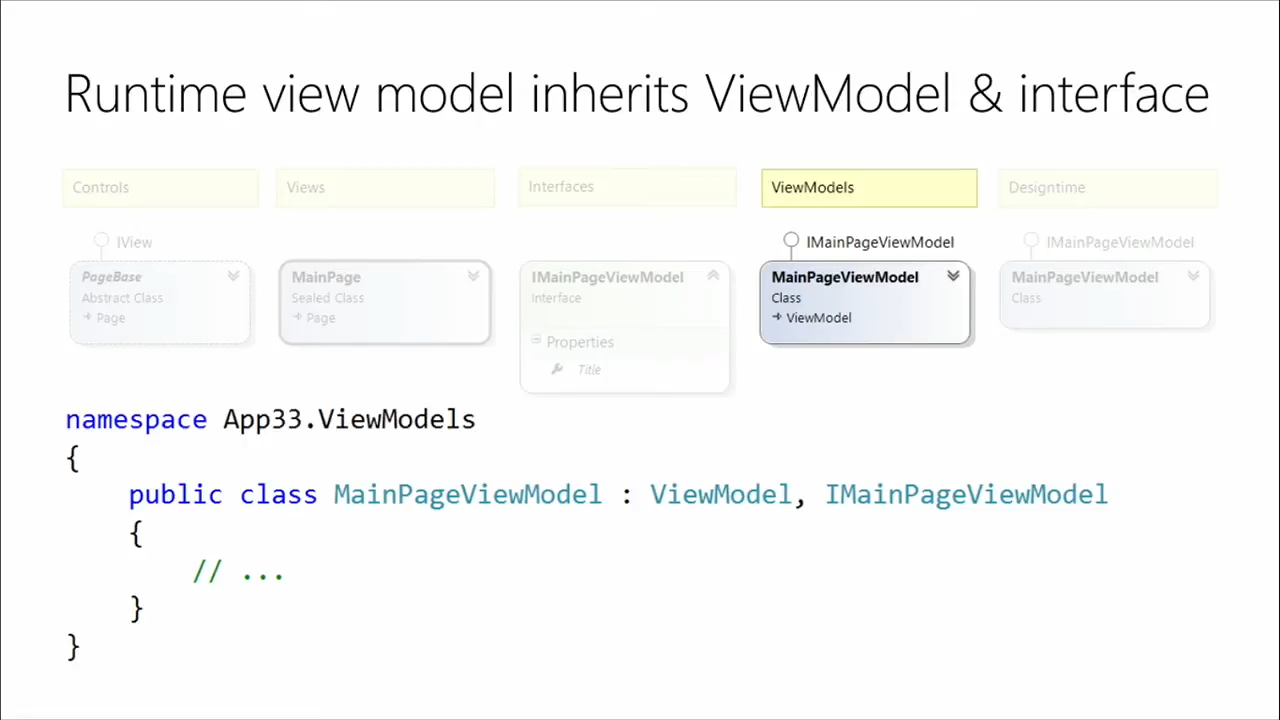 Runtime view model inherits ViewModel & interface
Controls
Views
Interfaces
ViewModels
Designtime
IView
IMainPageViewModel
IMainPageViewModel
PageBase
Abstract Class
Page
MainPage
Sealed Class
Page
IMainPageViewModel
Interface
Properties
Title
MainPageViewModel
Class
ViewModel
MainPageViewModel
Class
namespace App33.ViewModels
{
    public class MainPageViewModel : ViewModel, IMainPageViewModel
    {
        // ...
    }
}